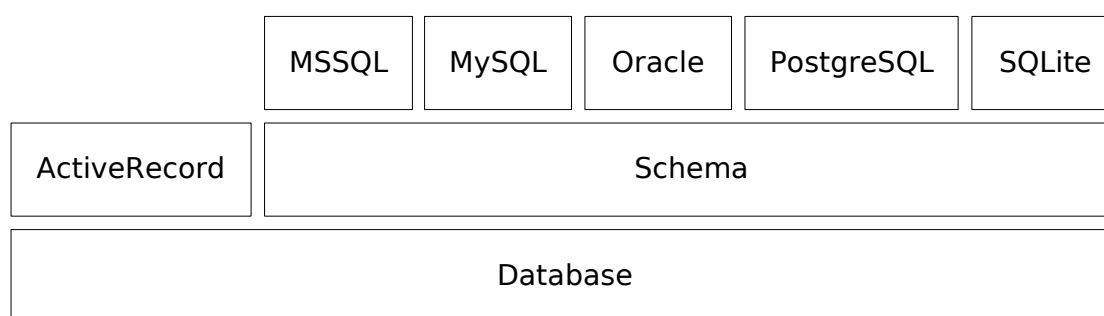 MSSQL MySQL Oracle PostgreSQL SQLite
ActiveRecord Schema
Database